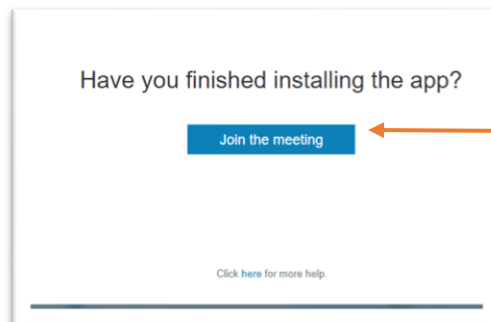 Have you finished installing the app?
Join the meeting
Click here for more help.